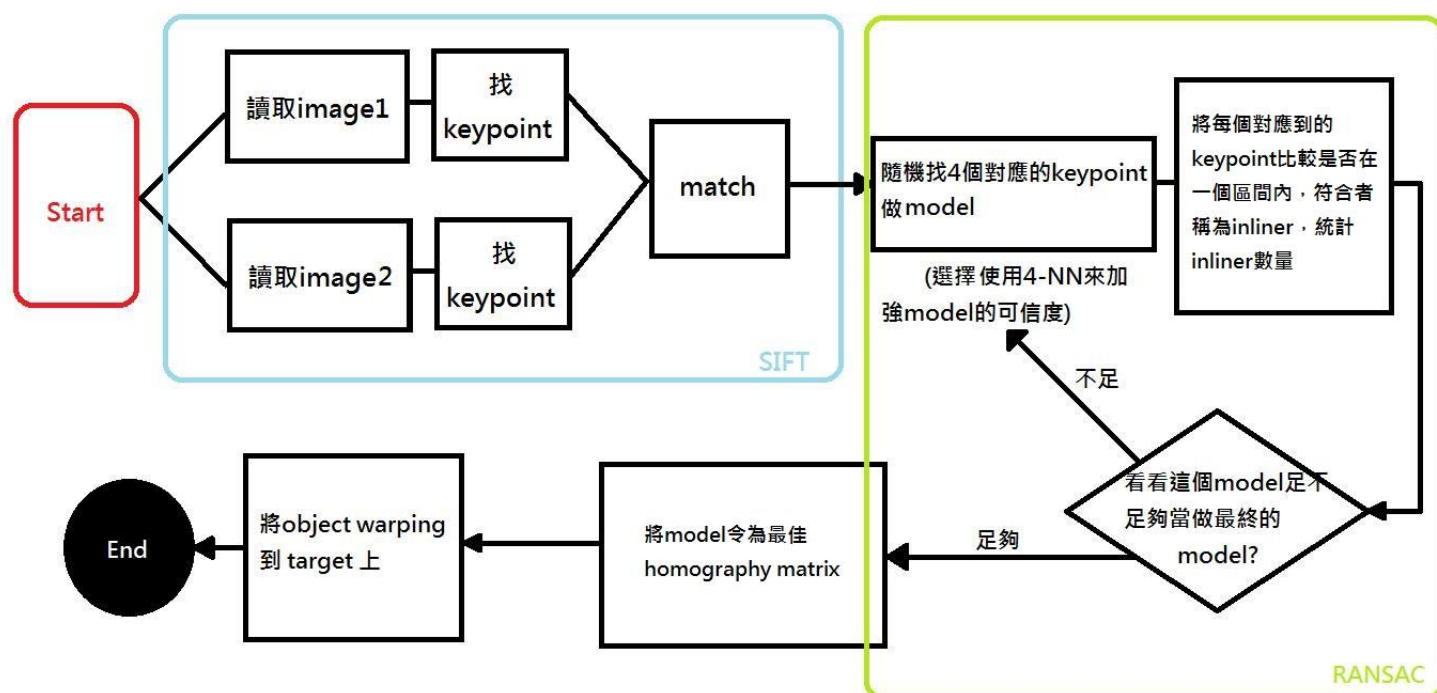 Start
讀取image1
找
keypoint
讀取image2
找
keypoint
match
SIFT
隨機找4個對應的keypoint
做model
(選擇使用4-NN來加
強model的可信度)
將每個對應到的
keypoint比較是否在
一個區間內，符合者
稱為inliner，統計
inliner數量
不足
看看這個model足不
足夠當做最終的
model?
足夠
將model令為最佳
homography matrix
將object warping
到 target 上
End
RANSAC